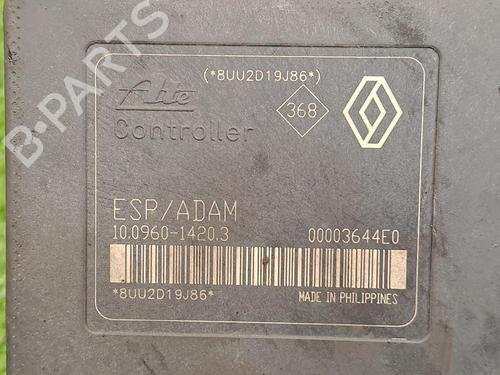 (*8UU2D19J86*)
Ate
368
Controller
ESP/ADAM
10.0960-1420.3
00003644E0
*8UU2D19J86*
MADE IN PHILIPPINES
B-PARTS